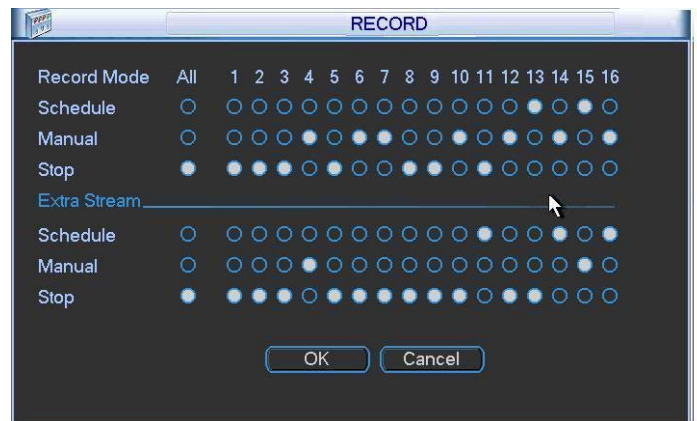 RECORD
Record Mode All 1 2 3 4 5 6 7 8 9 10 11 12 13 14 15 16
Schedule
Manual
Stop
Extra Stream
Schedule
Manual
Stop
OK Cancel